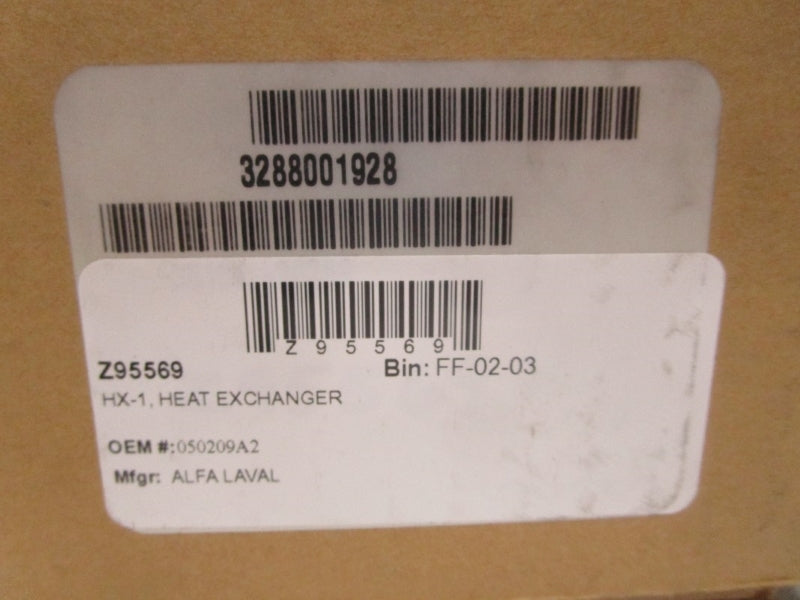 3288001928
Z95569
Z95569 Bin: FF-02-03
HX-1, HEAT EXCHANGER
OEM #:050209A2
Mfgr: ALFA LAVAL